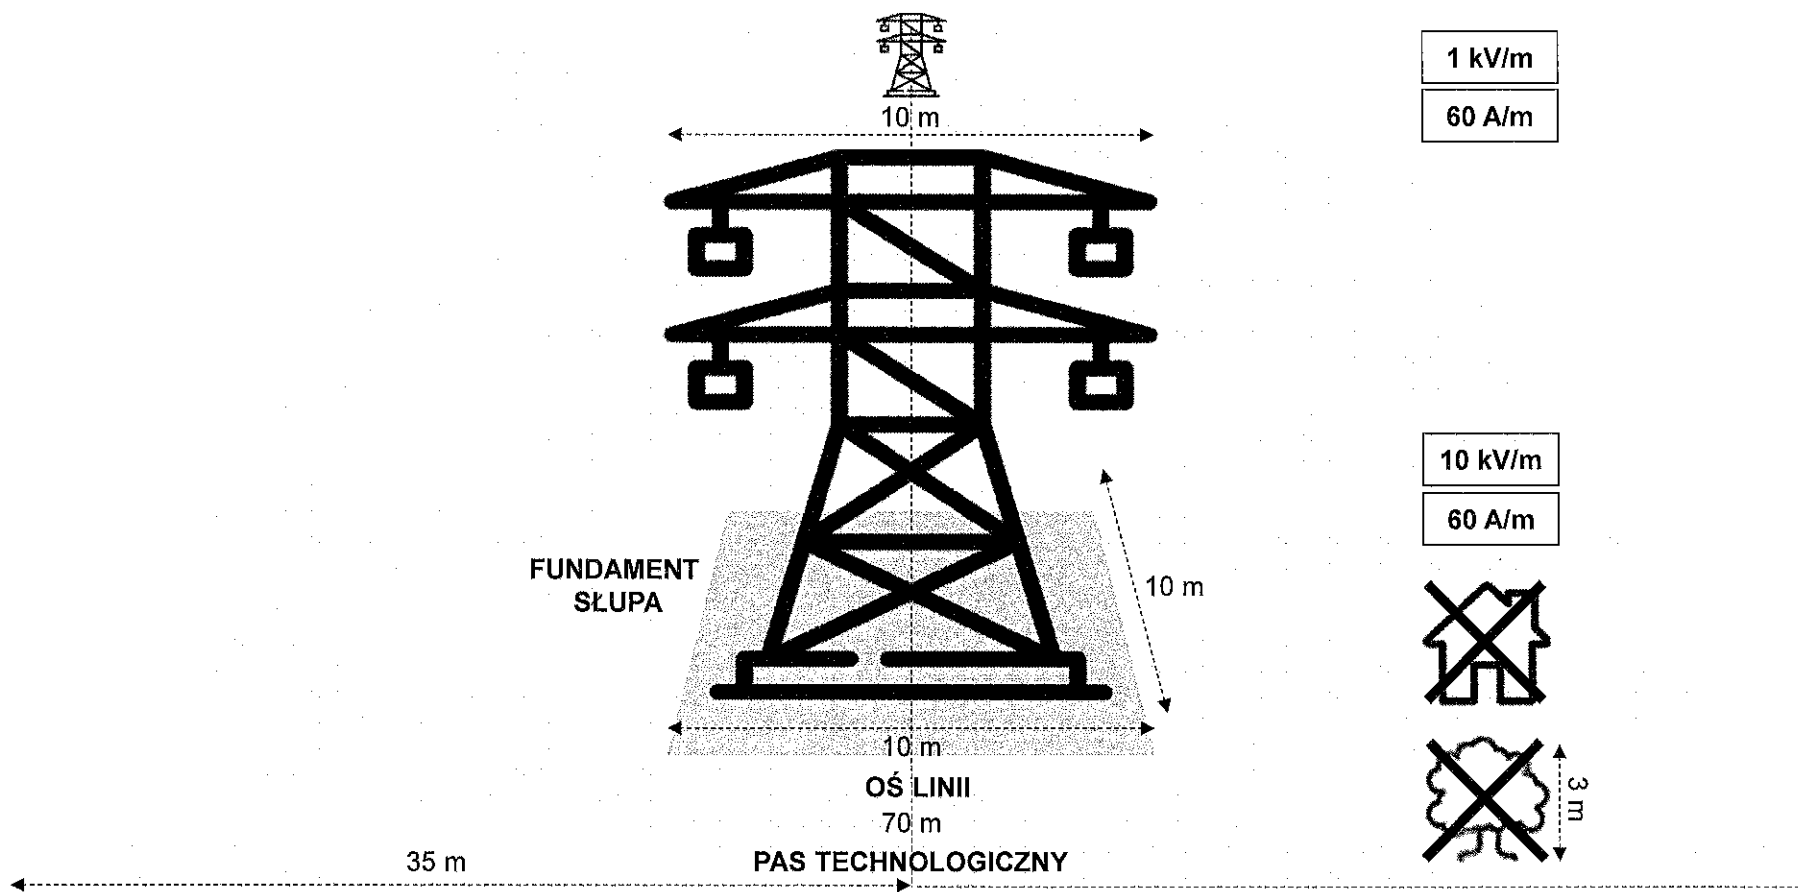 1 kV/m
60 A/m
10 m
10 kV/m
60 A/m
FUNDAMENT
SŁUPA
10 m
10 m
OŚ LINII
70 m
3 m
35 m
PAS TECHNOLOGICZNY